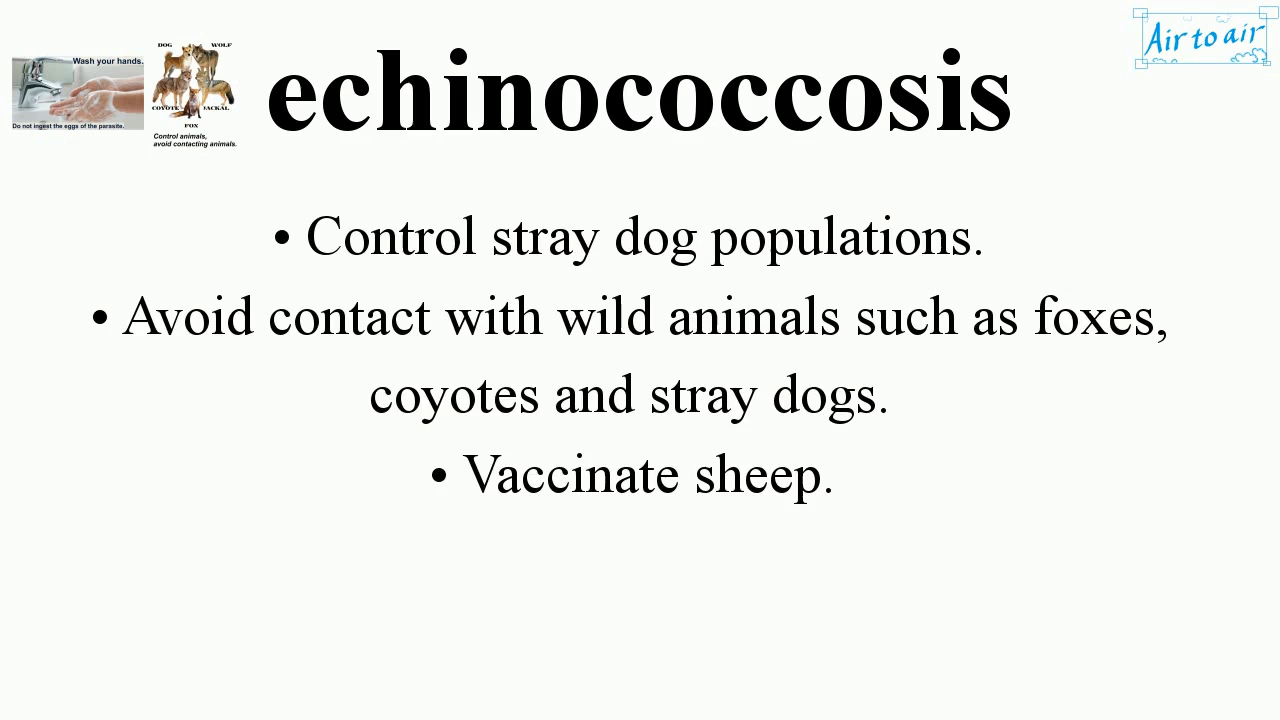 Wash your hands.
Do not ingest the eggs of the parasite.
DOG WOLF
COYOTE JACKAL
FOX
Control animals,
avoid contacting animals.
echinococcosis
Air to air
• Control stray dog populations.
• Avoid contact with wild animals such as foxes,
coyotes and stray dogs.
• Vaccinate sheep.